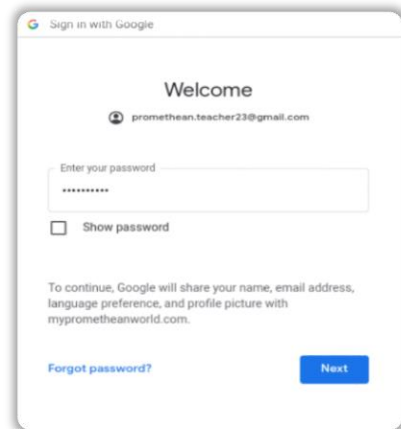 Sign in with Google
Welcome
promethean.teacher23@gmail.com
Enter your password
••••••••••
Show password
To continue, Google will share your name, email address,
language preference, and profile picture with
myprometheanworld.com.
Forgot password?
Next